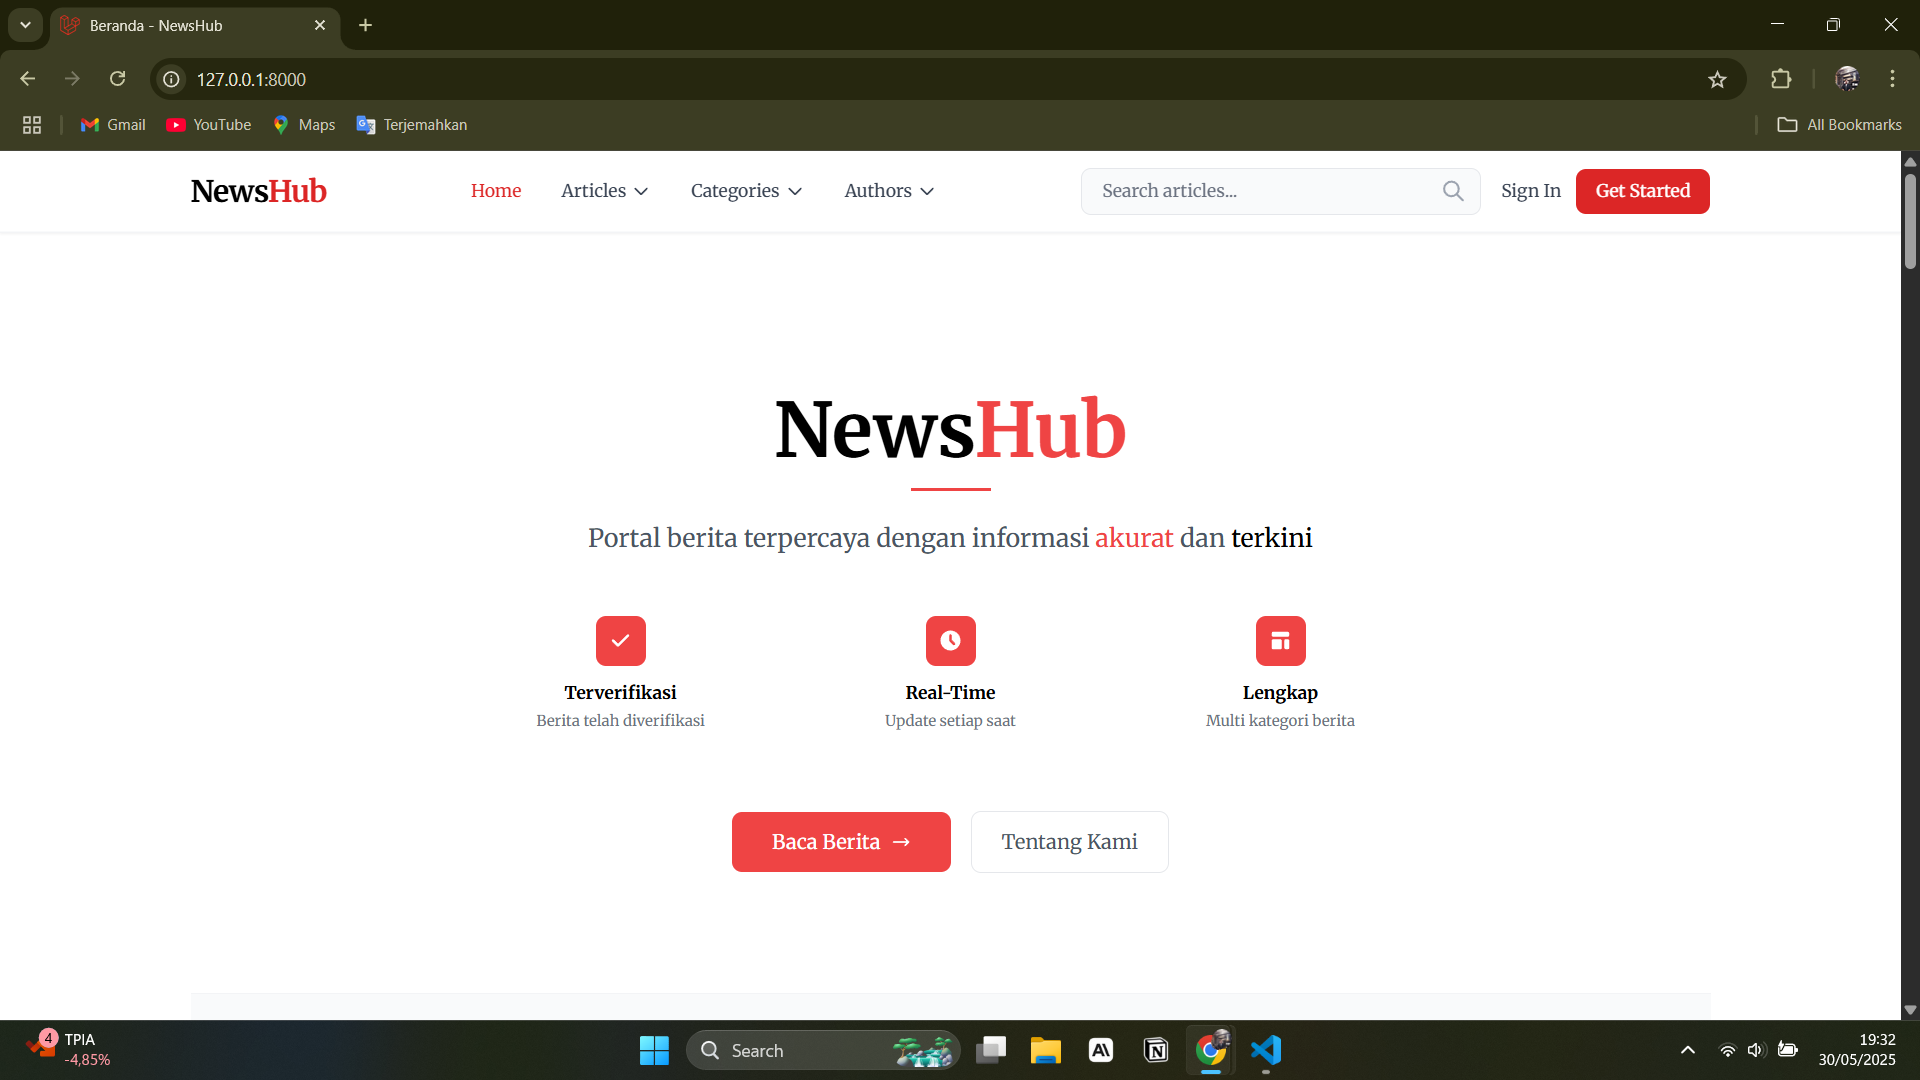 Beranda - NewsHub
127.0.0.1:8000
Gmail YouTube Maps Terjemahkan All Bookmarks
NewsHub Home Articles Categories Authors Search articles... Sign In Get Started
NewsHub
Portal berita terpercaya dengan informasi akurat dan terkini
Terverifikasi Real-Time Lengkap
Berita telah diverifikasi Update setiap saat Multi kategori berita
Baca Berita → Tentang Kami
4 TPIA Search 19:32
-4,85% 30/05/2025